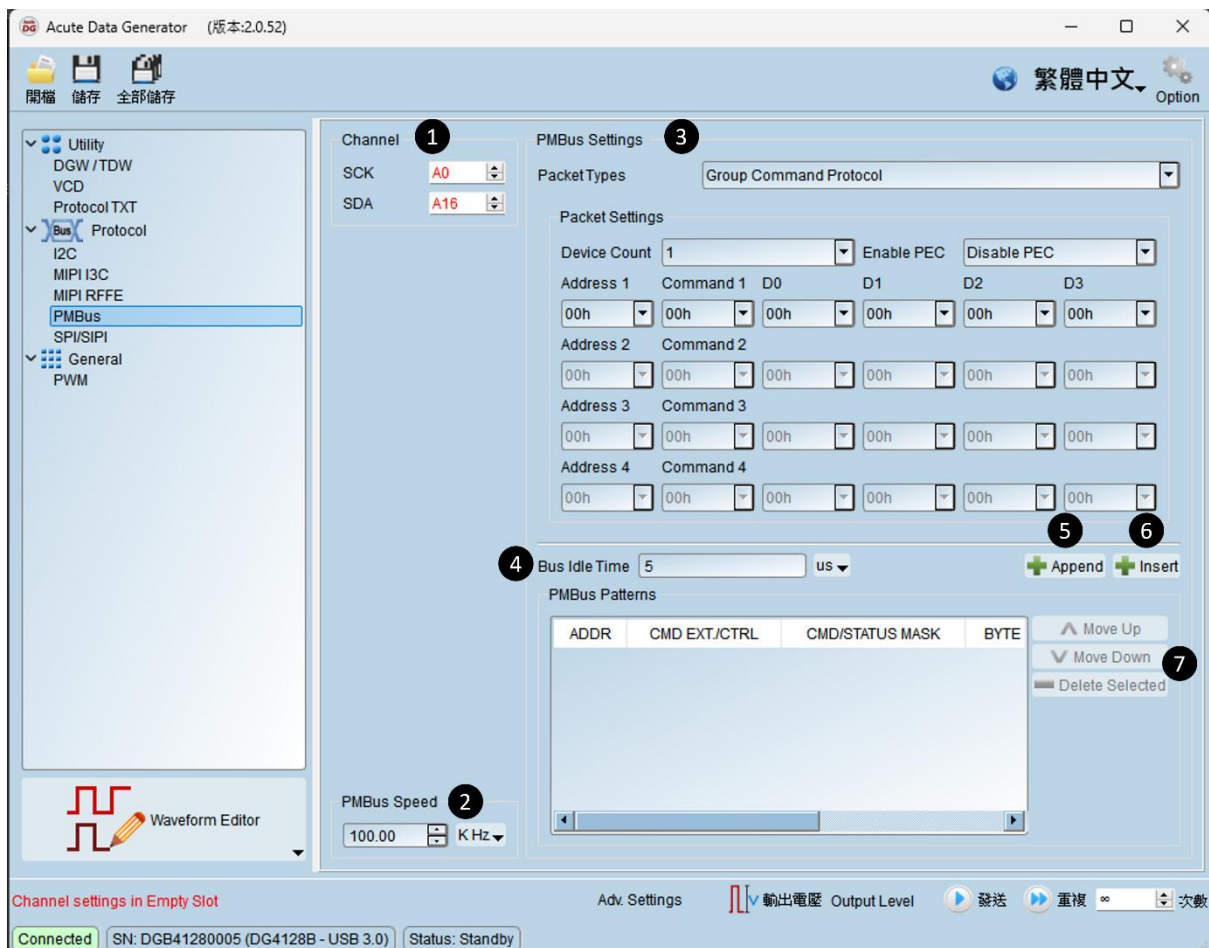 DG Acute Data Generator (版本:2.0.52)
開檔 儲存 全部儲存
繁體中文 Option
Utility
DGW / TDW
VCD
Protocol TXT
Bus Protocol
I2C
MIPI I3C
MIPI RFFE
PMBus
SPI/SIPI
General
PWM
Waveform Editor
Channel 1
SCK A0
SDA A16
PMBus Speed 2
100.00 K Hz
PMBus Settings 3
Packet Types Group Command Protocol
Packet Settings
Device Count 1 Enable PEC Disable PEC
Address 1 Command 1 D0 D1 D2 D3
00h 00h 00h 00h 00h 00h
Address 2 Command 2
00h 00h 00h 00h 00h 00h
Address 3 Command 3
00h 00h 00h 00h 00h 00h
Address 4 Command 4
00h 00h 00h 00h 00h 00h
5 6
4 Bus Idle Time 5 us Append Insert
PMBus Patterns
ADDR CMD EXT./CTRL CMD/STATUS MASK BYTE
Move Up
Move Down 7
Delete Selected
Channel settings in Empty Slot Adv. Settings V 輸出電壓 Output Level 發送 重複 ∞ 次數
Connected SN: DGB41280005 (DG4128B - USB 3.0) Status: Standby